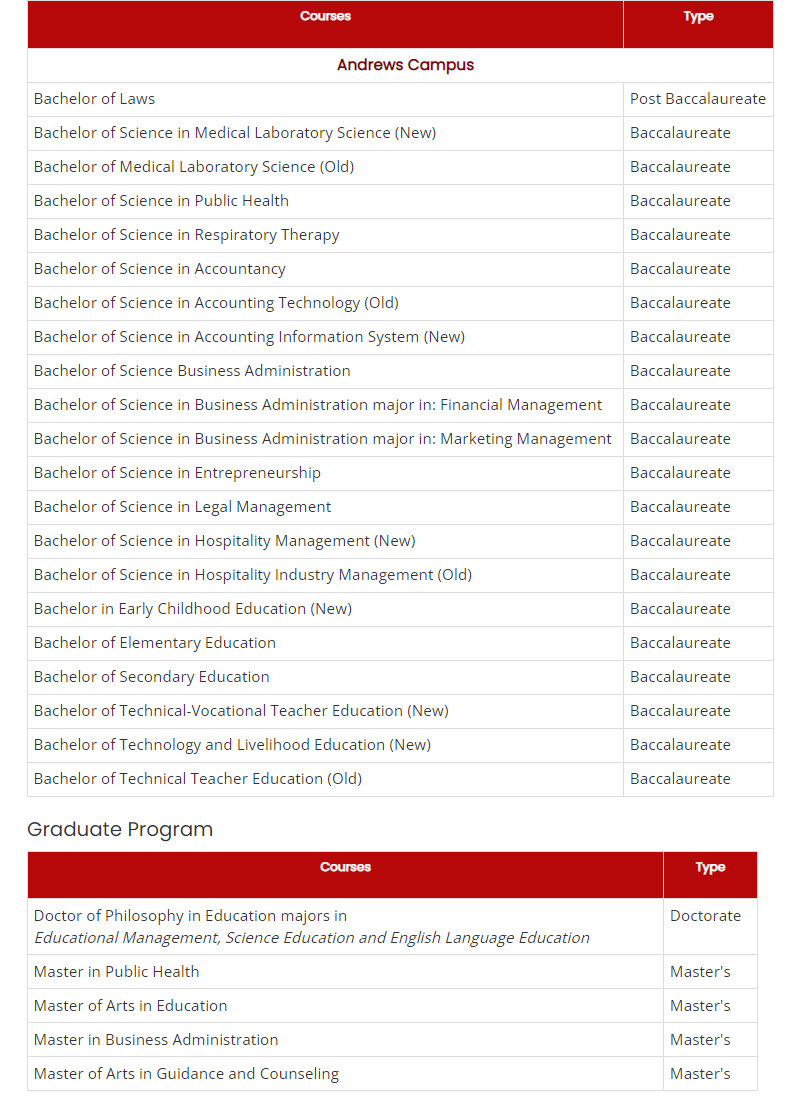 Courses Type
Andrews Campus
Bachelor of Laws Post Baccalaureate
Bachelor of Science in Medical Laboratory Science (New) Baccalaureate
Bachelor of Medical Laboratory Science (Old) Baccalaureate
Bachelor of Science in Public Health Baccalaureate
Bachelor of Science in Respiratory Therapy Baccalaureate
Bachelor of Science in Accountancy Baccalaureate
Bachelor of Science in Accounting Technology (Old) Baccalaureate
Bachelor of Science in Accounting Information System (New) Baccalaureate
Bachelor of Science Business Administration Baccalaureate
Bachelor of Science in Business Administration major in: Financial Management Baccalaureate
Bachelor of Science in Business Administration major in: Marketing Management Baccalaureate
Bachelor of Science in Entrepreneurship Baccalaureate
Bachelor of Science in Legal Management Baccalaureate
Bachelor of Science in Hospitality Management (New) Baccalaureate
Bachelor of Science in Hospitality Industry Management (Old) Baccalaureate
Bachelor in Early Childhood Education (New) Baccalaureate
Bachelor of Elementary Education Baccalaureate
Bachelor of Secondary Education Baccalaureate
Bachelor of Technical-Vocational Teacher Education (New) Baccalaureate
Bachelor of Technology and Livelihood Education (New) Baccalaureate
Bachelor of Technical Teacher Education (Old) Baccalaureate
Graduate Program
Courses Type
Doctor of Philosophy in Education majors in Doctorate
Educational Management, Science Education and English Language Education
Master in Public Health Master's
Master of Arts in Education Master's
Master in Business Administration Master's
Master of Arts in Guidance and Counseling Master's